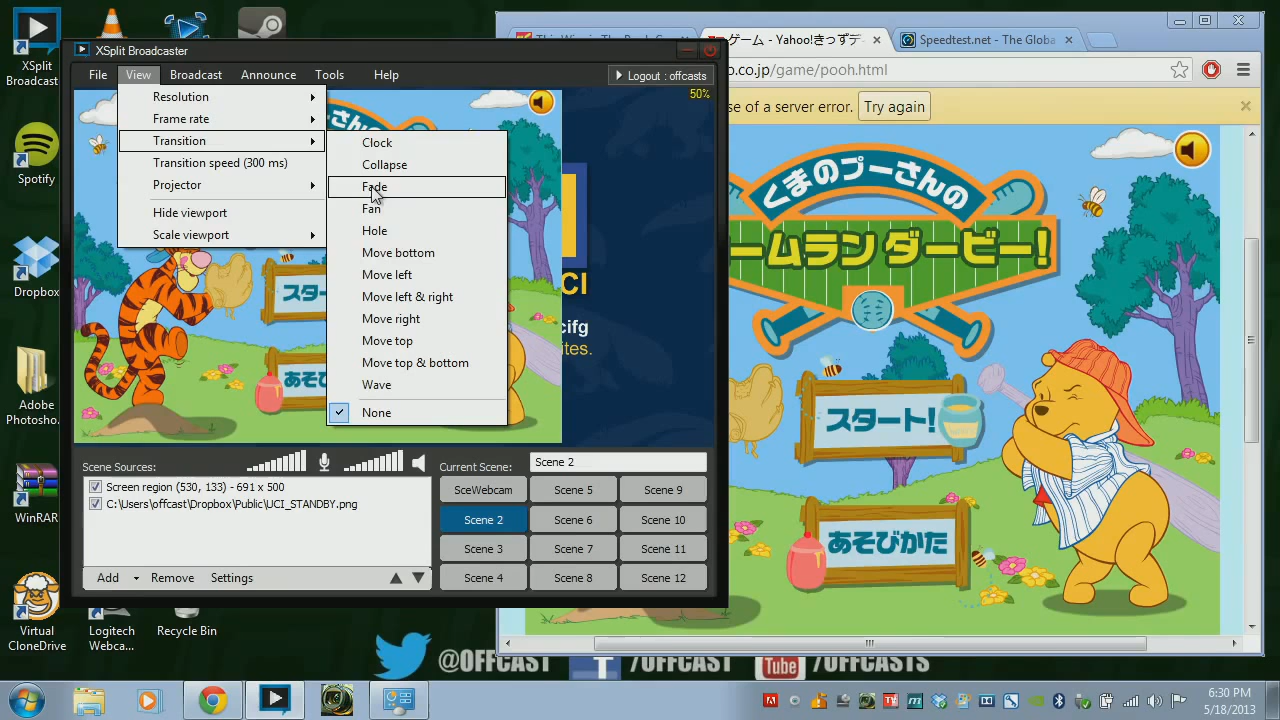 XSplit
Broadcast
Spotify
Dropbox
Adobe
Photosho...
WinRAR
Virtual
CloneDrive
Logitech
Webca...
Recycle Bin
XSplit Broadcaster
File
View
Broadcast
Announce
Tools
Help
Logout : offcasts
50%
Resolution
Frame rate
Transition
Transition speed (300 ms)
Projector
Hide viewport
Scale viewport
Clock
Collapse
Fade
Fan
Hole
Move bottom
Move left
Move left & right
Move right
Move top
Move top & bottom
Wave
None
CI
cifg
ites.
Scene Sources:
Screen region (530, 133) - 691 x 500
C:\Users\offcast\Dropbox\Public\UCI_STANDBY.png
Add
Remove
Settings
Current Scene:
Scene 2
SceWebcam
Scene 5
Scene 9
Scene 2
Scene 6
Scene 10
Scene 3
Scene 7
Scene 11
Scene 4
Scene 8
Scene 12
ゲーム - Yahoo!きっずデ
Speedtest.net - The Globa
o.co.jp/game/pooh.html
se of a server error.
Try again
くまのプーさんの
ームランダービー!
スタート!
あそびかた
@OFFCAST
/OFFCAST
You Tube
/OFFCASTS
6:30 PM
5/18/2013